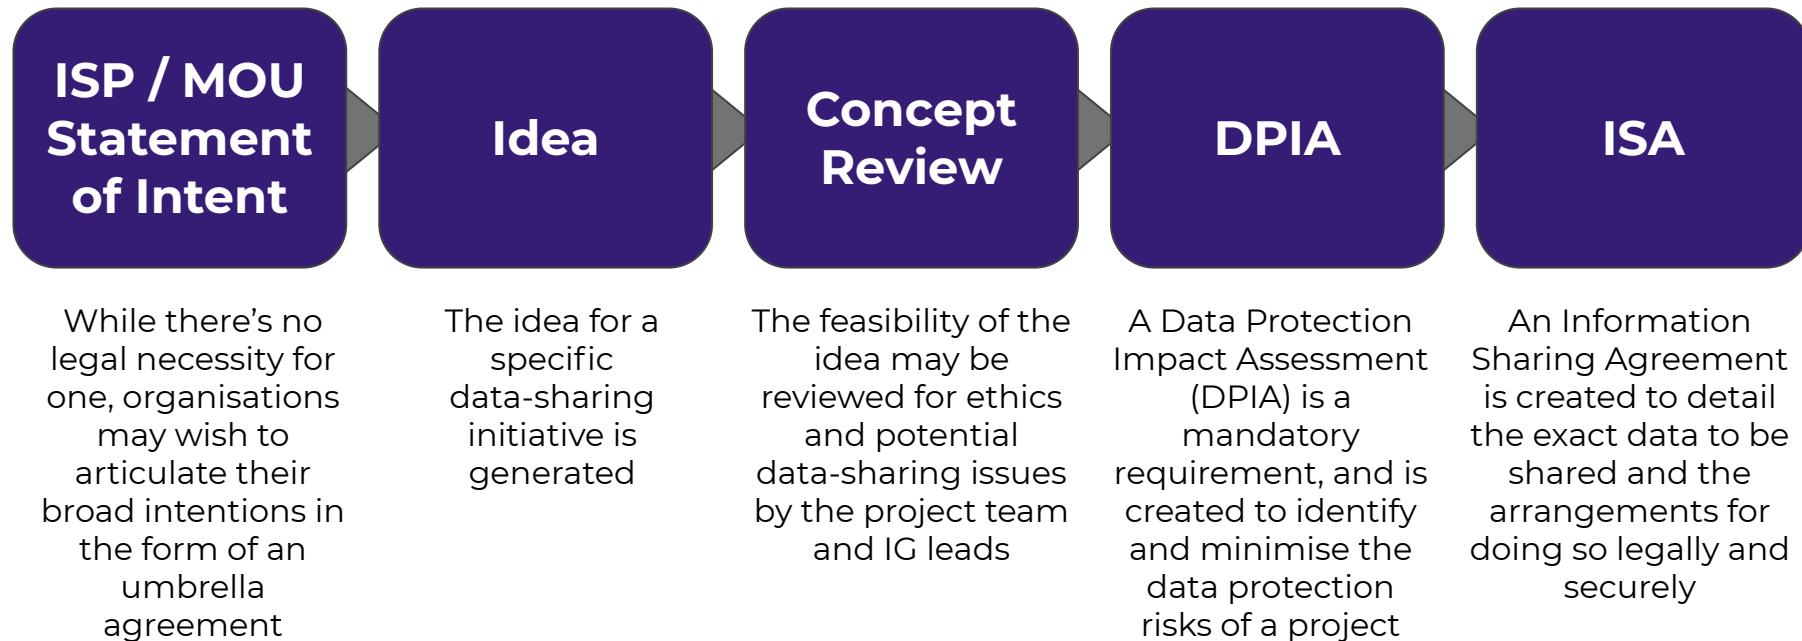 ISP / MOU
Statement
of Intent
Idea
Concept
Review
DPIA
ISA
While there’s no
legal necessity for
one, organisations
may wish to
articulate their
broad intentions in
the form of an
umbrella
agreement
The idea for a
specific
data-sharing
initiative is
generated
The feasibility of the
idea may be
reviewed for ethics
and potential
data-sharing issues
by the project team
and IG leads
A Data Protection
Impact Assessment
(DPIA) is a
mandatory
requirement, and is
created to identify
and minimise the
data protection
risks of a project
An Information
Sharing Agreement
is created to detail
the exact data to be
shared and the
arrangements for
doing so legally and
securely